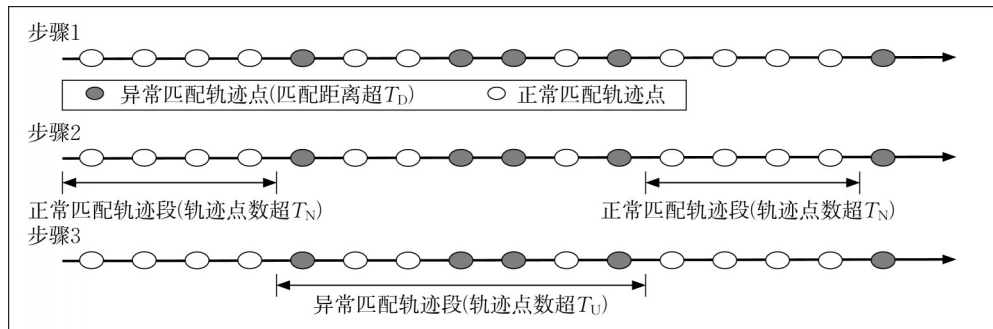 步骤1
异常匹配轨迹点(匹配距离超T_D) 正常匹配轨迹点
步骤2
正常匹配轨迹段(轨迹点数超T_N) 正常匹配轨迹段(轨迹点数超T_N)
步骤3
异常匹配轨迹段(轨迹点数超T_U)